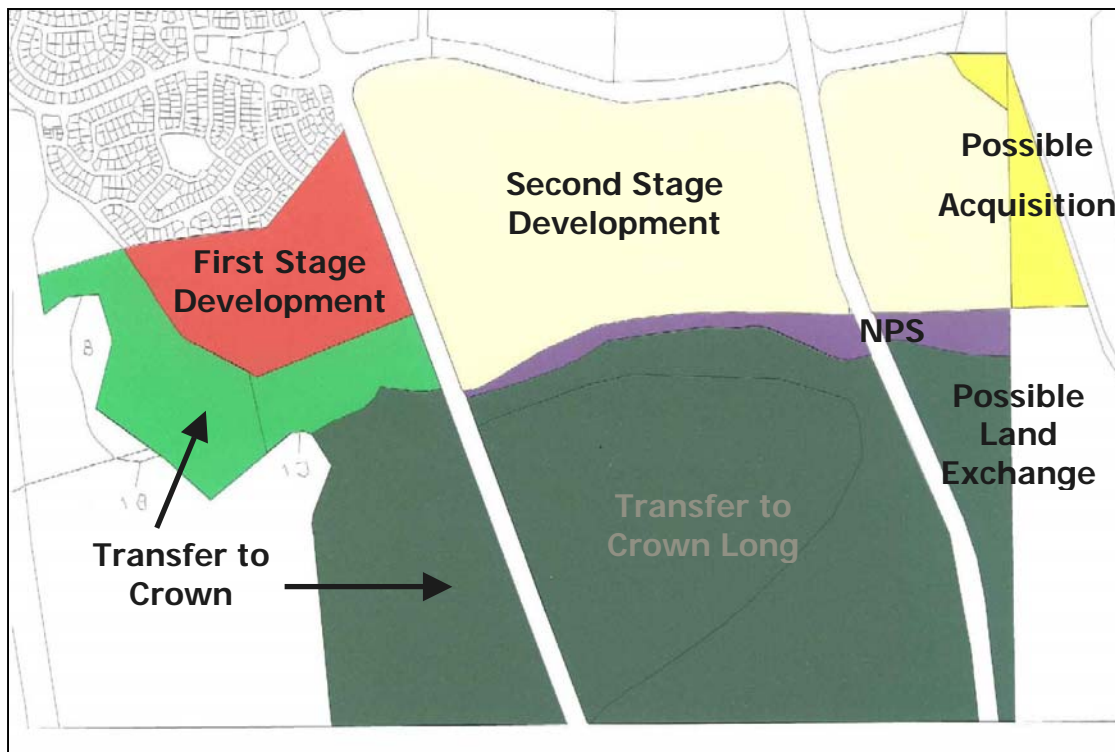 Possible
Acquisition
Second Stage
Development
First Stage
Development
NPS
8
Possible
Land
Exchange
Transfer to
Crown Long
Transfer to
Crown